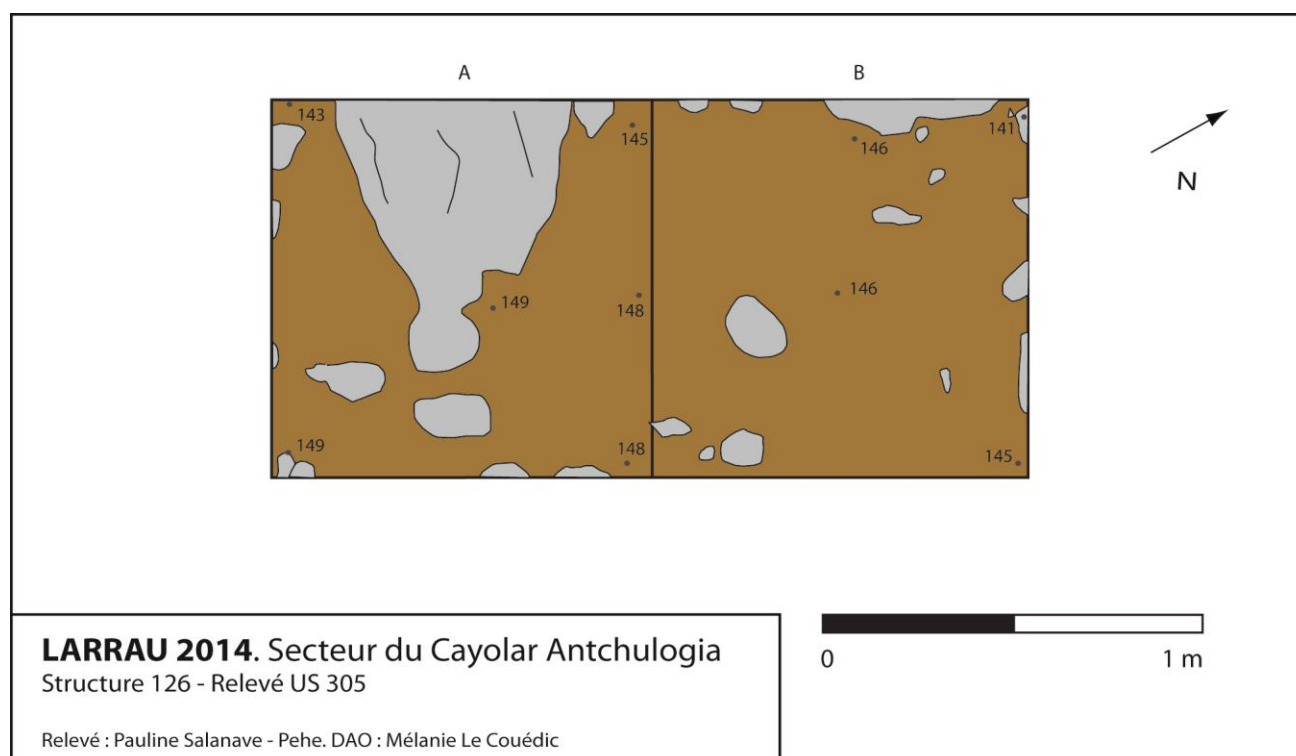 A
B
143
145
146
141
N
149
148
146
149
148
145
LARRAU 2014. Secteur du Cayolar Antchulogia
Structure 126 - Relevé US 305
0
1 m
Relevé : Pauline Salanave - Pehe. DAO : Mélanie Le Couédic